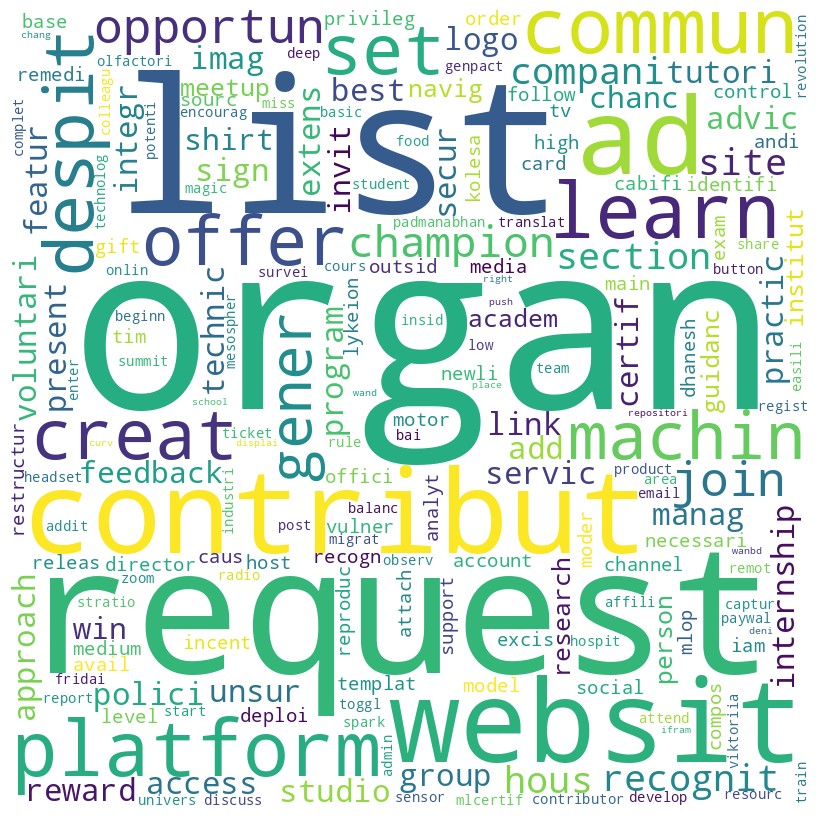 chang
base
opportun
privileg
order
commun
revolution
olfactori
imag
deep
set
logo
genpact
companitutori
remedi
meetup
best
navig
despit
list
integr
sourc
miss
follow
tv
chanc
control
complet
colleagu
potenti
encourag
basic
ad
featur
shirt
extens
invit
food
secur
kolesa
high
advic
technolog
sign
magic
student
card
andi
site
offer
padmanabhan
translat
learn
cabifi
identifi
gift
champion
section
exam
share
institut
voluntari
onlin
survei
cours
outsid
media
main
button
organ
right
push
present
beginn
technic
mesospher
program
lykeion
insid
academ
certif
practic
tim
low
dhanesh
guidanc
easili
enter
summit
newli
team
school
wand
place
regist
creat
gener
motor
link
repositori
machin
ticket
rule
bai
add
restructur
curv
displai
headset
feedback
offici
analyt
servic
product
area
join
industri
contribut
email
addit
balanc
manag
post
vulner
migrat
moder
necessari
internship
releas
director
caus
host
recogn
observ
account
channel
wanbd
remot
approach
zoom
radio
request
reproduc
attach
support
research
affili
captur
stratio
person
paywal
deni
win
incent
excis
hospit
mlop
iam
medium
avail
fridai
templat
model
social
report
polici
unsur
toggl
websit
compos
viktoriia
level
start
deploi
spark
attend
platform
admin
ifram
reward
access
studio
group
hous
recognit
train
univers
discuss
sensor
mlcertif
contributor
develop
resourc